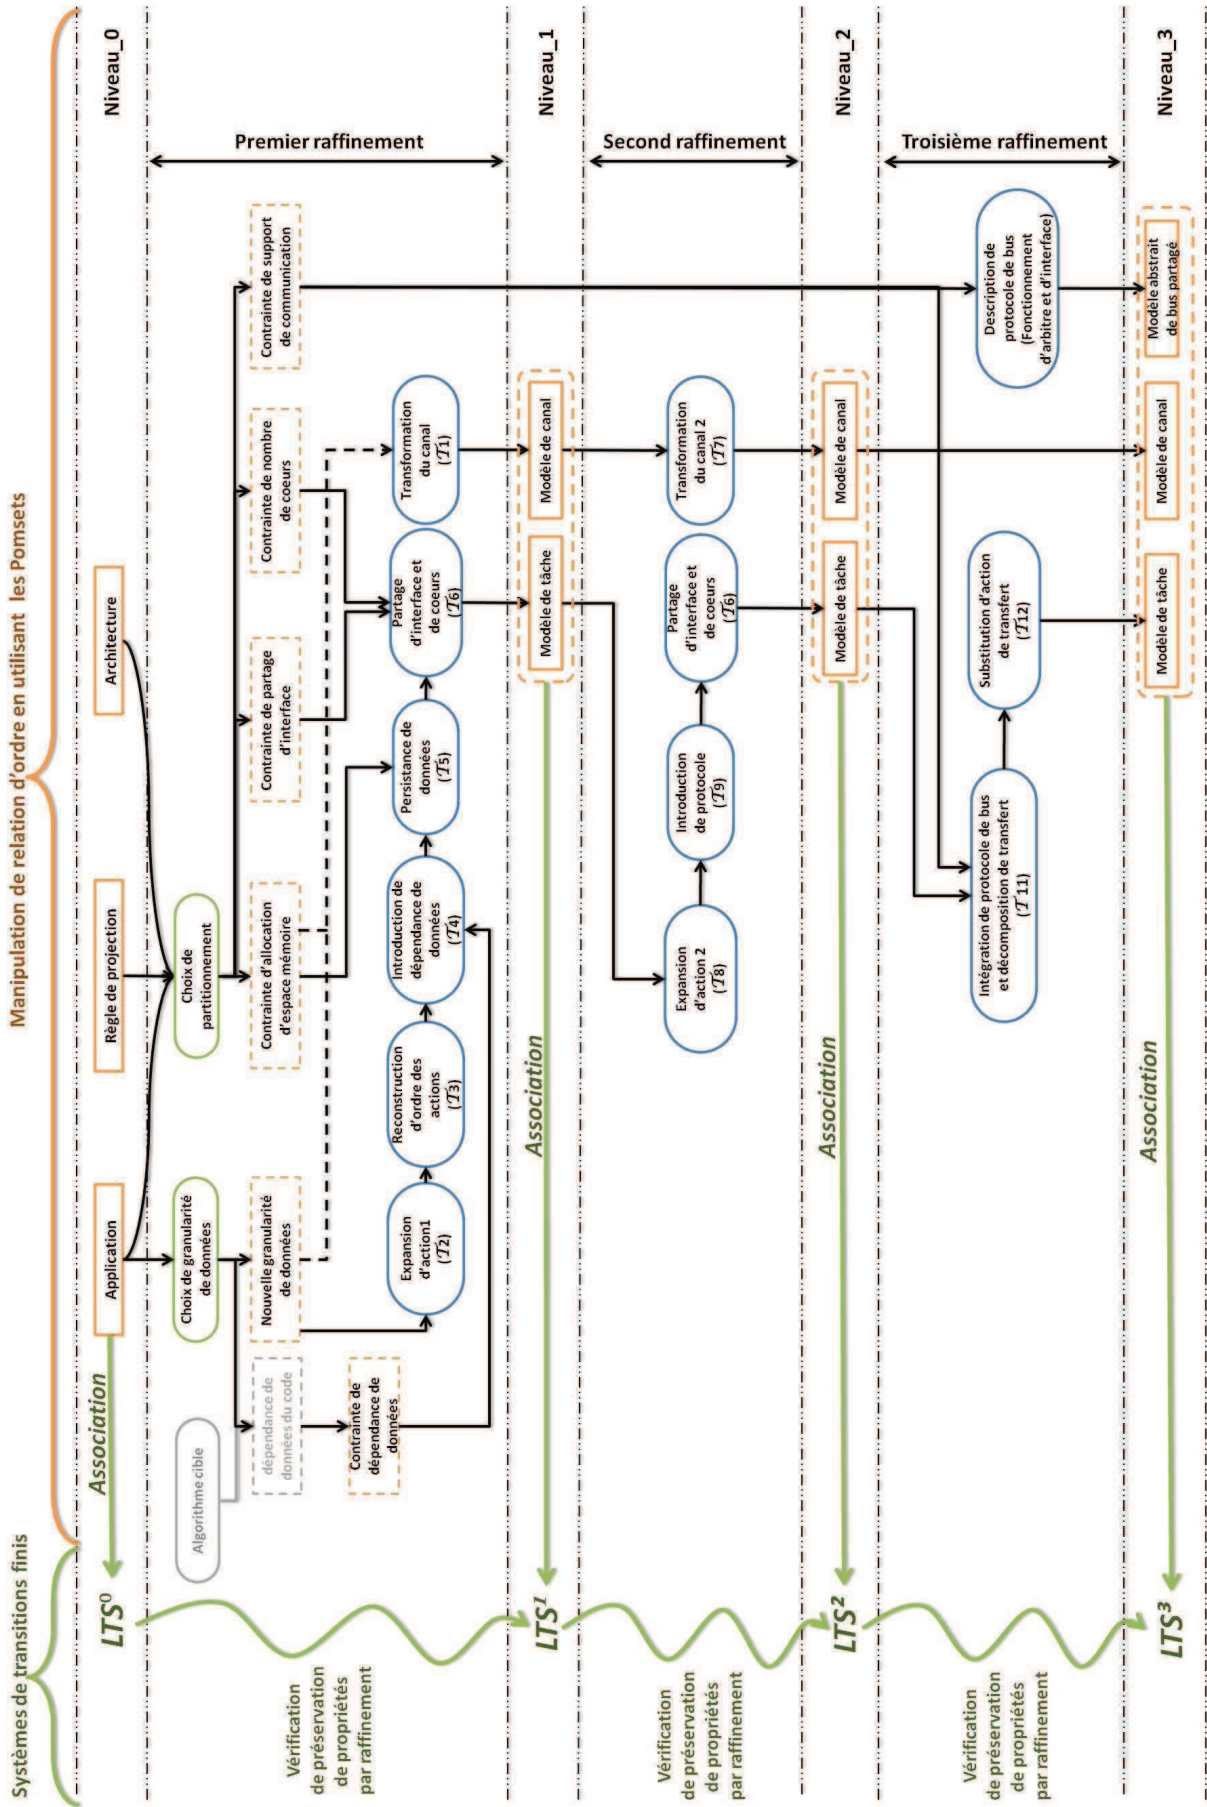 Systèmes de transitions finis
Manipulation de relation d'ordre en utilisant les Pomsets
LTS⁰
Association
Application
Règle de projection
Architecture
Niveau_0
Vérification
de préservation
de propriétés
par raffinement
Algorithme cible
Choix de granularité
de données
Choix de
partitionnement
dépendance de
données du code
Nouvelle granularité
de données
Contrainte d'allocation
d'espace mémoire
Contrainte de partage
d'interface
Contrainte de nombre
de coeurs
Contrainte de support
de communication
Premier raffinement
Contrainte de
dépendance de
données
Expansion
d'action1
(T2)
Reconstruction
d'ordre des
actions
(T3)
Introduction de
dépendance de
données
(T4)
Persistance de
données
(T5)
Partage
d'interface et
de coeurs
(T6)
Transformation
du canal
(T1)
LTS¹
Association
Modèle de tâche
Modèle de canal
Niveau_1
Vérification
de préservation
de propriétés
par raffinement
Expansion
d'action 2
(T8)
Introduction
de protocole
(T9)
Partage
d'interface et
de coeurs
(T6)
Transformation
du canal 2
(T7)
Second raffinement
LTS²
Association
Modèle de tâche
Modèle de canal
Niveau_2
Vérification
de préservation
de propriétés
par raffinement
Intégration de protocole de bus
et décomposition de transfert
(T11)
Substitution d'action
de transfert
(T12)
Description de
protocole de bus
(Fonctionnement
d'arbitre et d'interface)
Troisième raffinement
LTS³
Association
Modèle de tâche
Modèle de canal
Modèle abstrait
de bus partagé
Niveau_3